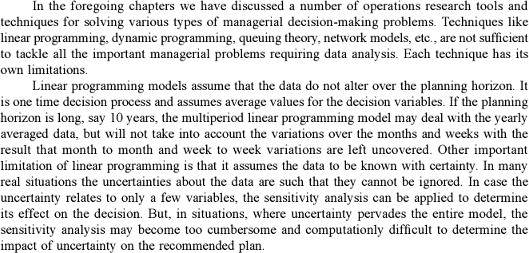 In the foregoing chapters we have discussed a number of operations research tools and
techniques for solving various types of managerial decision-making problems. Techniques like
linear programming, dynamic programming, queuing theory, network models, etc., are not sufficient
to tackle all the important managerial problems requiring data analysis. Each technique has its
own limitations.
Linear programming models assume that the data do not alter over the planning horizon. It
is one time decision process and assumes average values for the decision variables. If the planning
horizon is long, say 10 years, the multiperiod linear programming model may deal with the yearly
averaged data, but will not take into account the variations over the months and weeks with the
result that month to month and week to week variations are left uncovered. Other important
limitation of linear programming is that it assumes the data to be known with certainty. In many
real situations the uncertainties about the data are such that they cannot be ignored. In case the
uncertainty relates to only a few variables, the sensitivity analysis can be applied to determine
its effect on the decision. But, in situations, where uncertainty pervades the entire model, the
sensitivity analysis may become too cumbersome and computationly difficult to determine the
impact of uncertainty on the recommended plan.